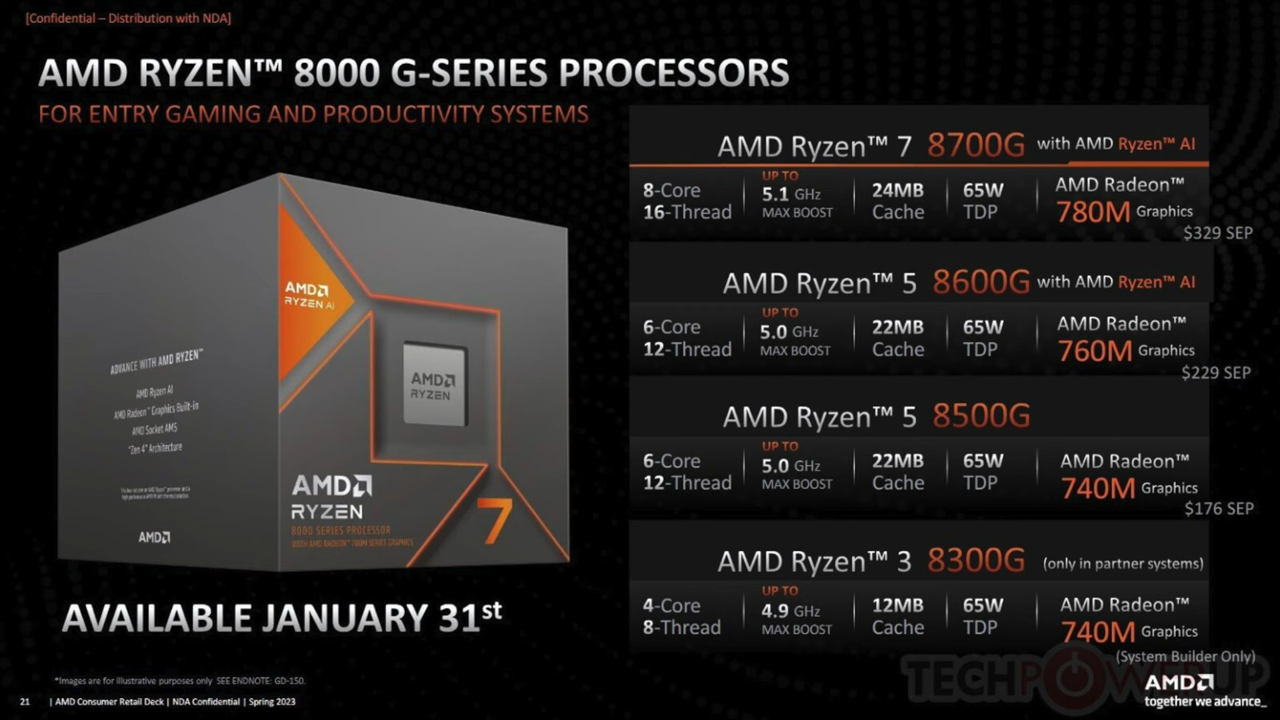 [Confidential – Distribution with NDA]
AMD RYZEN™ 8000 G-SERIES PROCESSORS
FOR ENTRY GAMING AND PRODUCTIVITY SYSTEMS
AMD
RYZEN AI
ADVANCE WITH AMD RYZEN™
AMD Ryzen AI
AMD Radeon™ Graphics Built-in
AMD Socket AM5
"Zen 4" Architecture
AMD
AMD
RYZEN
AMD
RYZEN
8000 SERIES PROCESSOR
WITH AMD RADEON™ 700M SERIES GRAPHICS
7
AVAILABLE JANUARY 31st
AMD Ryzen™ 7 8700G with AMD Ryzen™ AI
8-Core 16-Thread
UP TO 5.1 GHz MAX BOOST
24MB Cache
65W TDP
AMD Radeon™ 780M Graphics
$329 SEP
AMD Ryzen™ 5 8600G with AMD Ryzen™ AI
6-Core 12-Thread
UP TO 5.0 GHz MAX BOOST
22MB Cache
65W TDP
AMD Radeon™ 760M Graphics
$229 SEP
AMD Ryzen™ 5 8500G
6-Core 12-Thread
UP TO 5.0 GHz MAX BOOST
22MB Cache
65W TDP
AMD Radeon™ 740M Graphics
$176 SEP
AMD Ryzen™ 3 8300G (only in partner systems)
4-Core 8-Thread
UP TO 4.9 GHz MAX BOOST
12MB Cache
65W TDP
AMD Radeon™ 740M Graphics
(System Builder Only)
TECHPOWERUP
*Images are for illustrative purposes only SEE ENDNOTE: GD-150.
21 | AMD Consumer Retail Deck | NDA Confidential | Spring 2023
AMD
together we advance_